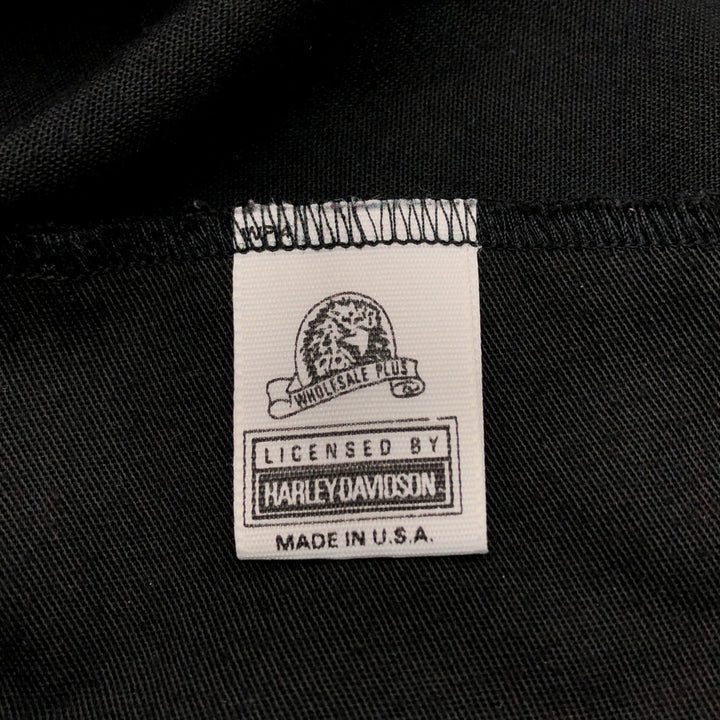 WHOLESALE PLUS
LICENSED BY
HARLEY-DAVIDSON
MADE IN U.S.A.